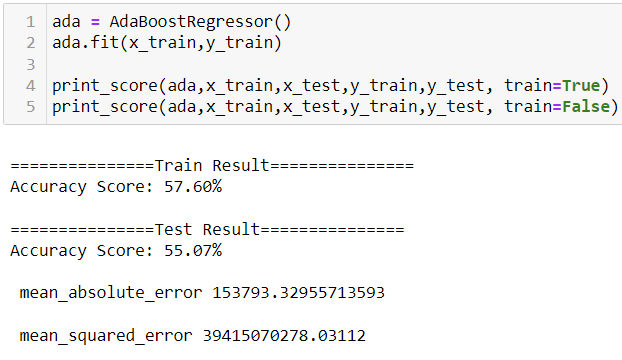 1 ada = AdaBoostRegressor()
2 ada.fit(x_train,y_train)
3
4 print_score(ada,x_train,x_test,y_train,y_test, train=True)
5 print_score(ada,x_train,x_test,y_train,y_test, train=False)
===============Train Result===============
Accuracy Score: 57.60%
===============Test Result===============
Accuracy Score: 55.07%
mean_absolute_error 153793.32955713593
mean_squared_error 39415070278.03112